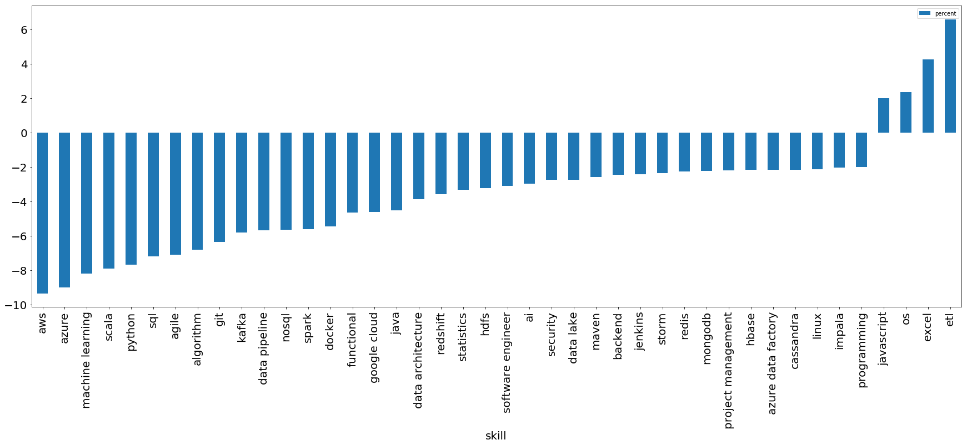 percent
6
4
2
0
−2
−4
−6
−8
−10
aws
azure
machine learning
scala
python
sql
agile
algorithm
git
kafka
data pipeline
nosql
spark
docker
functional
google cloud
java
data architecture
redshift
statistics
hdfs
software engineer
ai
security
data lake
maven
backend
jenkins
storm
redis
mongodb
project management
hbase
azure data factory
cassandra
linux
impala
programming
javascript
os
excel
etl
skill